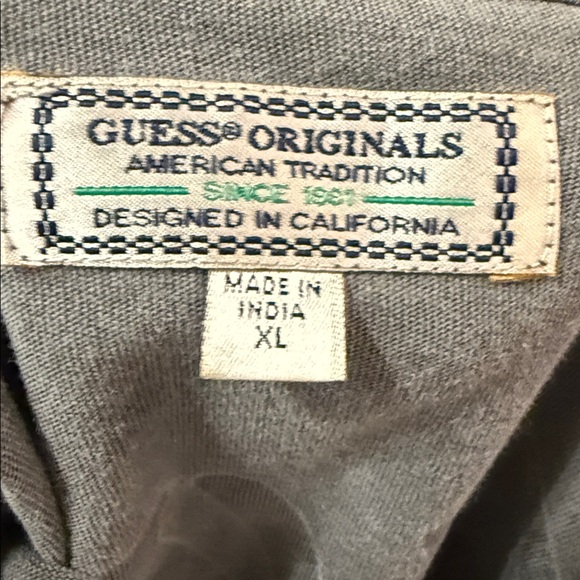 GUESS® ORIGINALS
AMERICAN TRADITION
SINCE 1981
DESIGNED IN CALIFORNIA
MADE IN
INDIA
XL